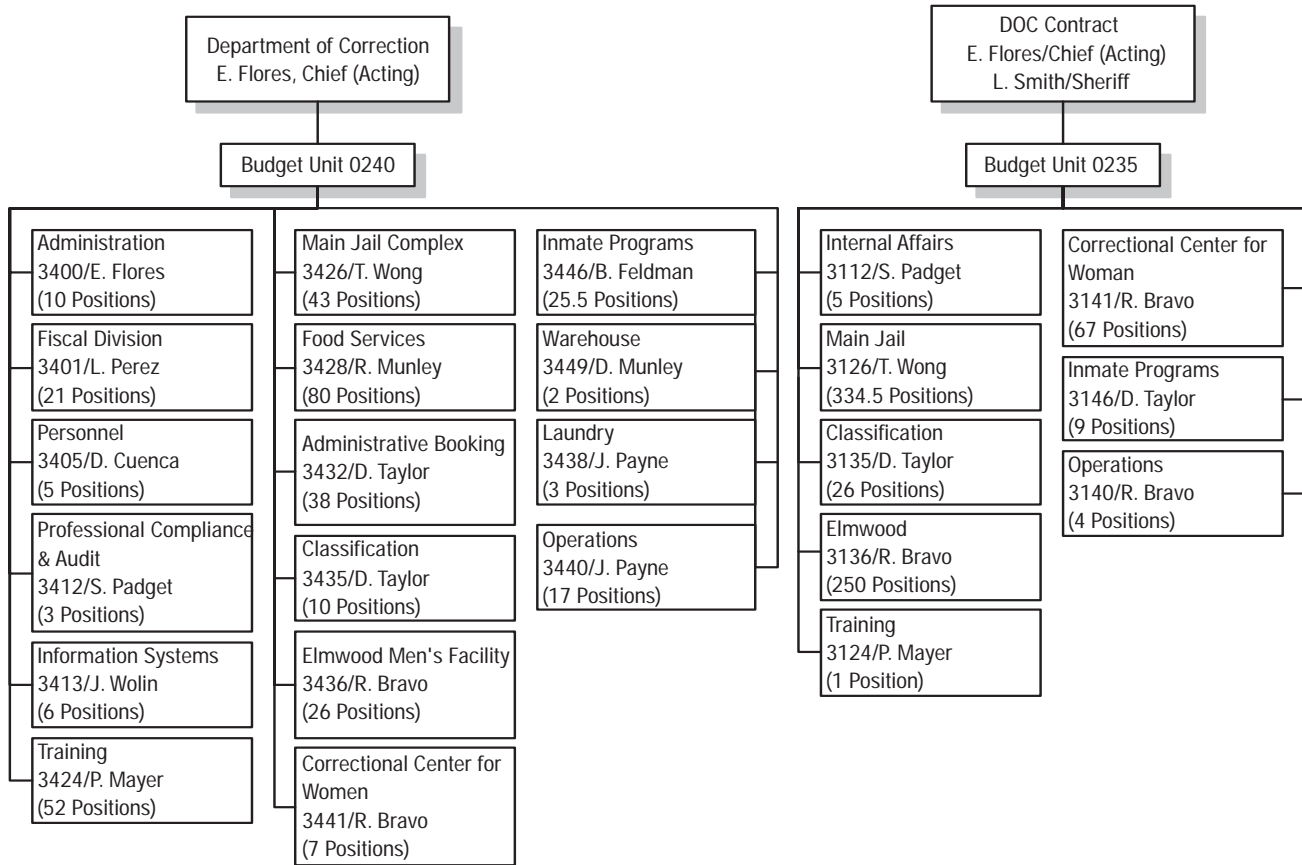 Department of Correction
E. Flores, Chief (Acting)
Budget Unit 0240
Administration
3400/E. Flores
(10 Positions)
Fiscal Division
3401/L. Perez
(21 Positions)
Personnel
3405/D. Cuenca
(5 Positions)
Professional Compliance
& Audit
3412/S. Padget
(3 Positions)
Information Systems
3413/J. Wolin
(6 Positions)
Training
3424/P. Mayer
(52 Positions)
Main Jail Complex
3426/T. Wong
(43 Positions)
Food Services
3428/R. Munley
(80 Positions)
Administrative Booking
3432/D. Taylor
(38 Positions)
Classification
3435/D. Taylor
(10 Positions)
Elmwood Men's Facility
3436/R. Bravo
(26 Positions)
Correctional Center for
Women
3441/R. Bravo
(7 Positions)
Inmate Programs
3446/B. Feldman
(25.5 Positions)
Warehouse
3449/D. Munley
(2 Positions)
Laundry
3438/J. Payne
(3 Positions)
Operations
3440/J. Payne
(17 Positions)
DOC Contract
E. Flores/Chief (Acting)
L. Smith/Sheriff
Budget Unit 0235
Internal Affairs
3112/S. Padget
(5 Positions)
Main Jail
3126/T. Wong
(334.5 Positions)
Classification
3135/D. Taylor
(26 Positions)
Elmwood
3136/R. Bravo
(250 Positions)
Training
3124/P. Mayer
(1 Position)
Correctional Center for
Woman
3141/R. Bravo
(67 Positions)
Inmate Programs
3146/D. Taylor
(9 Positions)
Operations
3140/R. Bravo
(4 Positions)